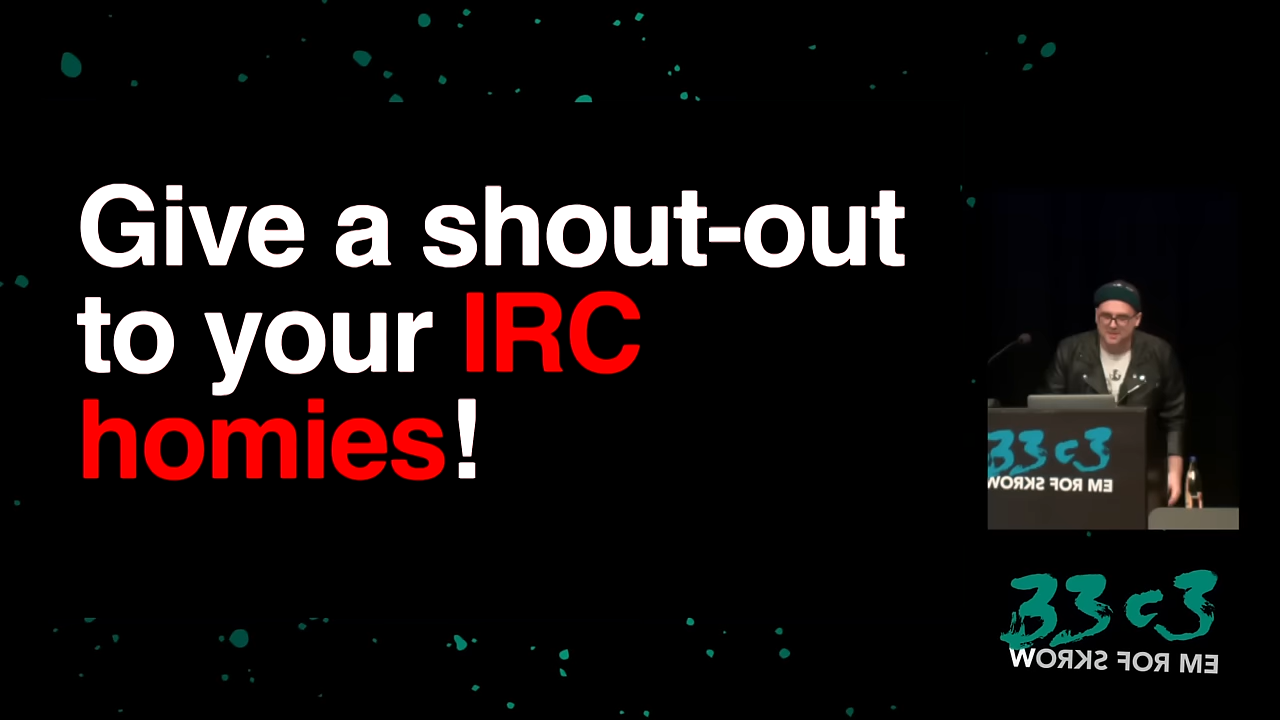 Give a shout-out
to your IRC
homies!
33c3
WORKS FOR ME
33c3
WORKS FOR ME